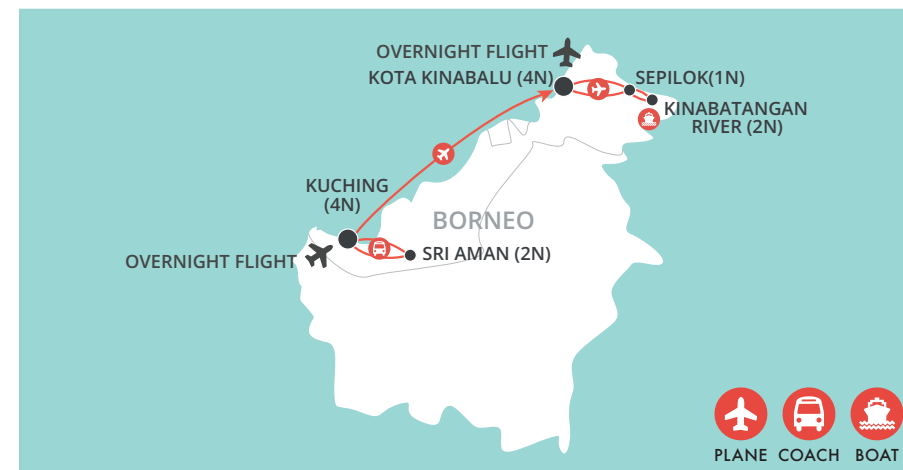 OVERNIGHT FLIGHT
KOTA KINABALU (4N)
SEPILOK(1N)
KINABATANGAN
RIVER (2N)
KUCHING
(4N)
BORNEO
OVERNIGHT FLIGHT
SRI AMAN (2N)
PLANE COACH BOAT